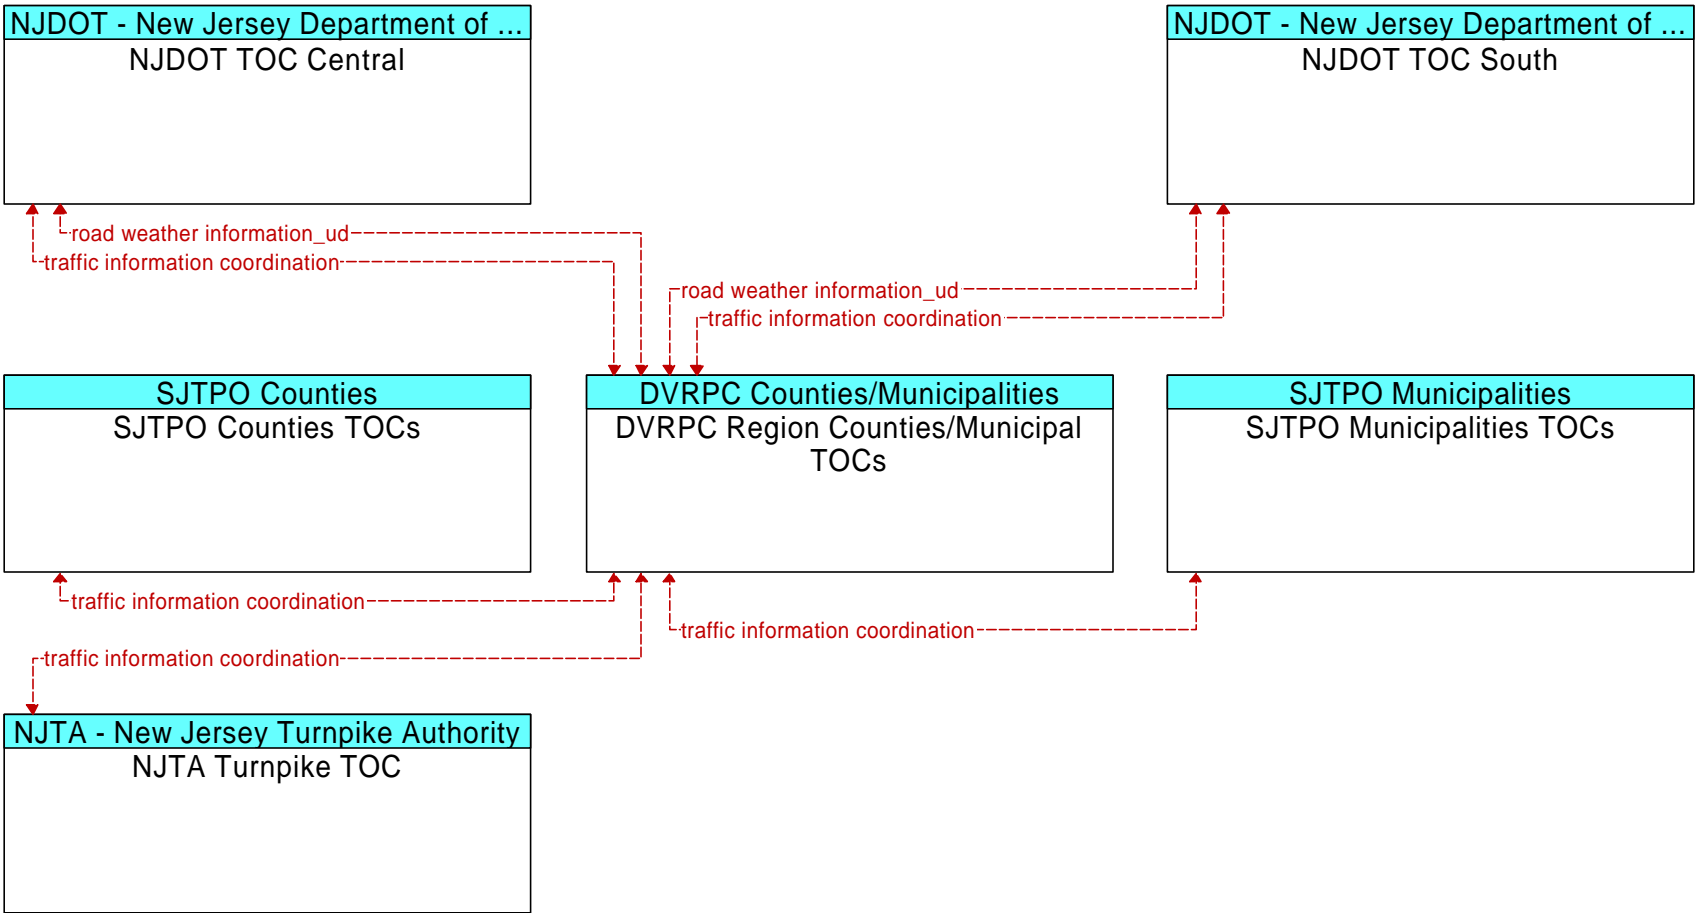 NJDOT - New Jersey Department of ...
NJDOT TOC Central
NJDOT - New Jersey Department of ...
NJDOT TOC South
road weather information_ud
traffic information coordination
road weather information_ud
traffic information coordination
SJTPO Counties
SJTPO Counties TOCs
DVRPC Counties/Municipalities
DVRPC Region Counties/Municipal
TOCs
SJTPO Municipalities
SJTPO Municipalities TOCs
traffic information coordination
traffic information coordination
traffic information coordination
NJTA - New Jersey Turnpike Authority
NJTA Turnpike TOC